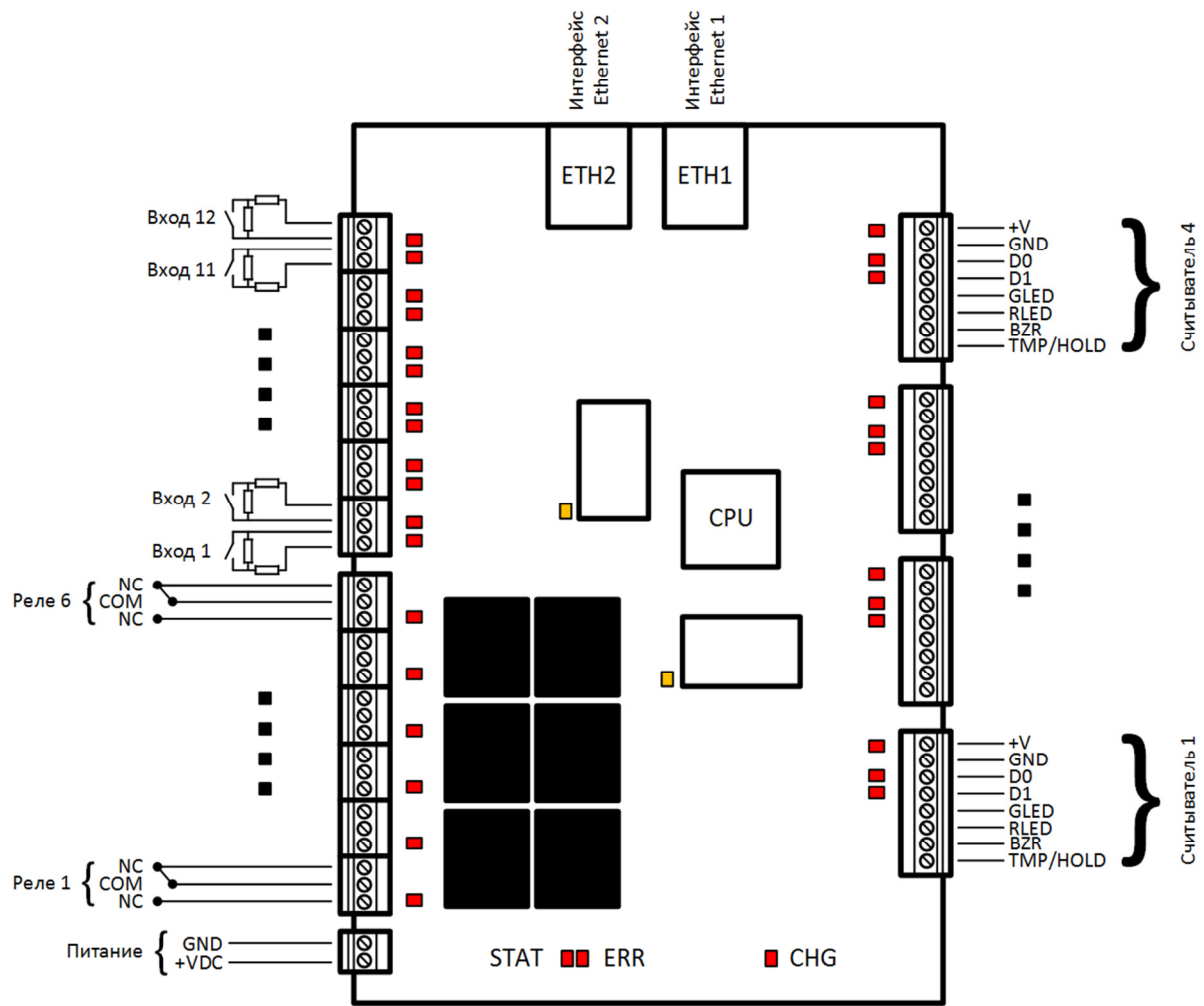 Интерфейс
Ethernet 2
Интерфейс
Ethernet 1
ETH2
ETH1
Вход 12
Вход 11
Вход 2
Вход 1
Реле 6
NC
COM
NC
Реле 1
NC
COM
NC
Питание
GND
+VDC
CPU
STAT
ERR
CHG
+V
GND
D0
D1
GLED
RLED
BZR
TMP/HOLD
Считыватель 4
+V
GND
D0
D1
GLED
RLED
BZR
TMP/HOLD
Считыватель 1